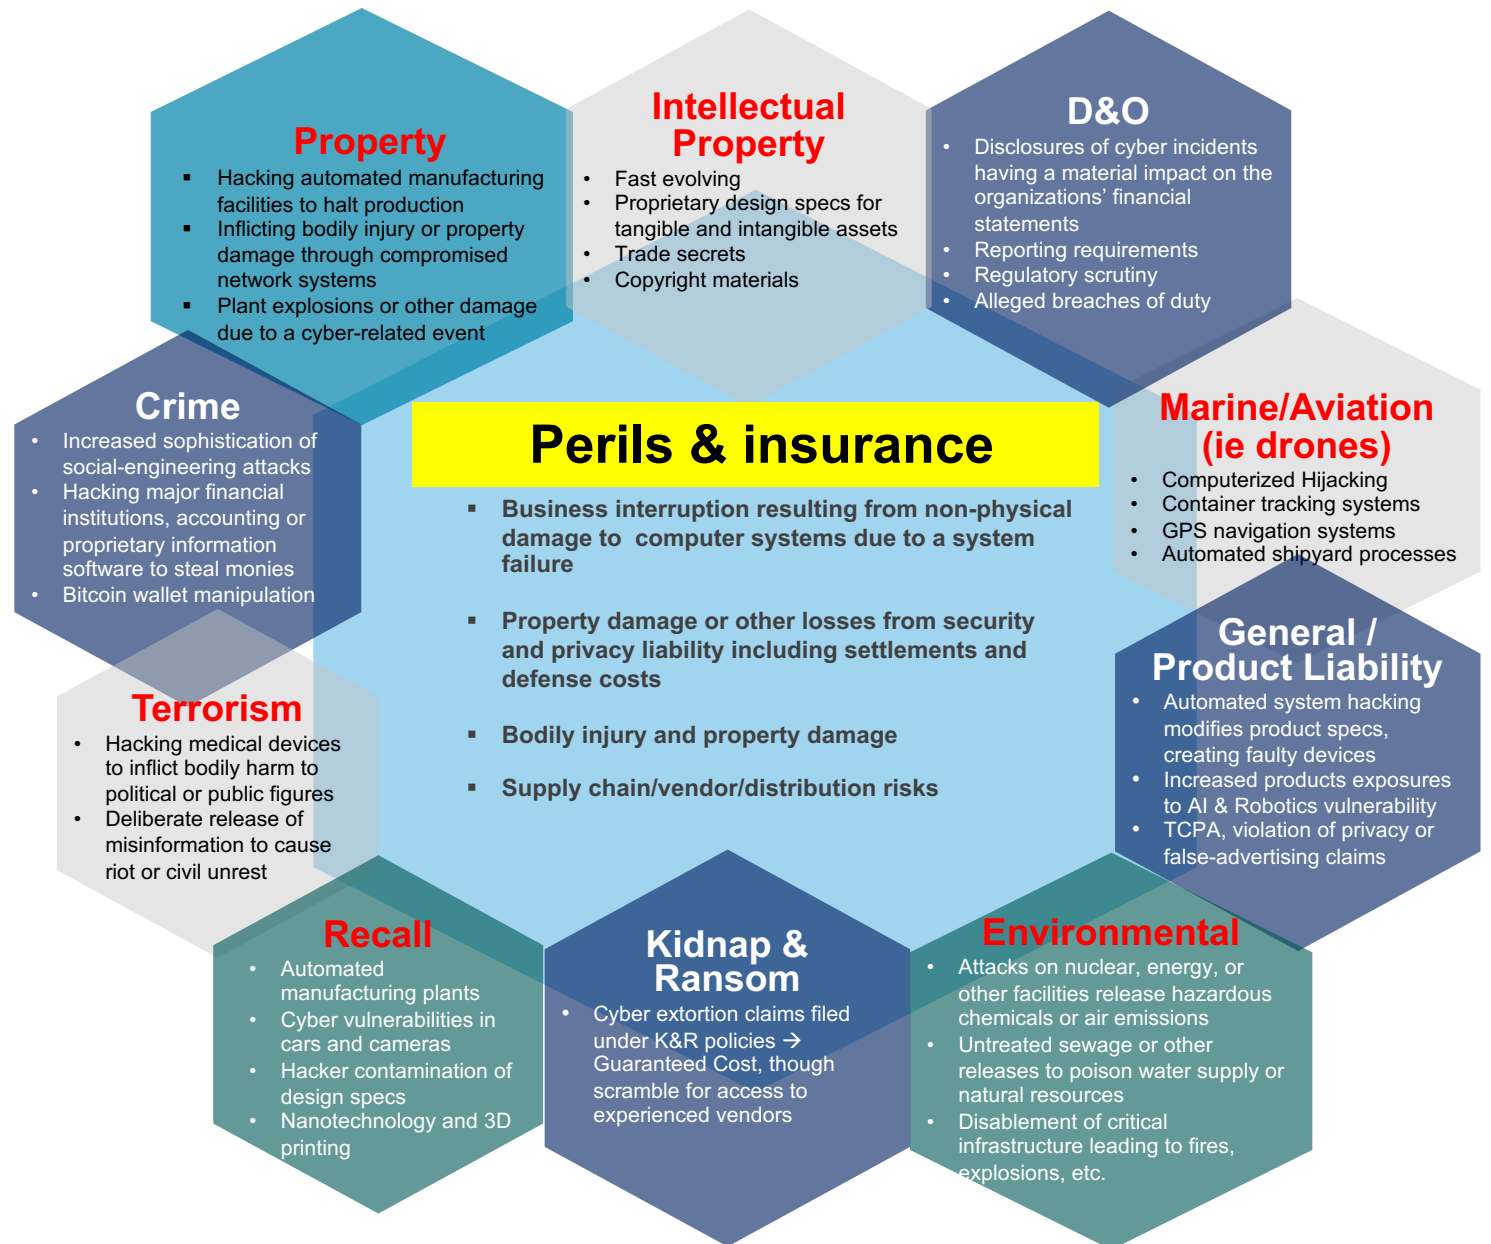 Property
▪ Hacking automated manufacturing
facilities to halt production
▪ Inflicting bodily injury or property
damage through compromised
network systems
▪ Plant explosions or other damage
due to a cyber-related event
Intellectual
Property
• Fast evolving
• Proprietary design specs for
tangible and intangible assets
• Trade secrets
• Copyright materials
D&O
• Disclosures of cyber incidents
having a material impact on the
organizations’ financial
statements
• Reporting requirements
• Regulatory scrutiny
• Alleged breaches of duty
Crime
• Increased sophistication of
social-engineering attacks
• Hacking major financial
institutions, accounting or
proprietary information
software to steal monies
• Bitcoin wallet manipulation
Perils & insurance
▪ Business interruption resulting from non-physical
damage to computer systems due to a system
failure
▪ Property damage or other losses from security
and privacy liability including settlements and
defense costs
▪ Bodily injury and property damage
▪ Supply chain/vendor/distribution risks
Marine/Aviation
(ie drones)
• Computerized Hijacking
• Container tracking systems
• GPS navigation systems
• Automated shipyard processes
General /
Product Liability
• Automated system hacking
modifies product specs,
creating faulty devices
• Increased products exposures
to AI & Robotics vulnerability
• TCPA, violation of privacy or
false-advertising claims
Terrorism
• Hacking medical devices
to inflict bodily harm to
political or public figures
• Deliberate release of
misinformation to cause
riot or civil unrest
Recall
• Automated
manufacturing plants
• Cyber vulnerabilities in
cars and cameras
• Hacker contamination of
design specs
• Nanotechnology and 3D
printing
Kidnap &
Ransom
• Cyber extortion claims filed
under K&R policies →
Guaranteed Cost, though
scramble for access to
experienced vendors
Environmental
• Attacks on nuclear, energy, or
other facilities release hazardous
chemicals or air emissions
• Untreated sewage or other
releases to poison water supply or
natural resources
• Disablement of critical
infrastructure leading to fires,
explosions, etc.